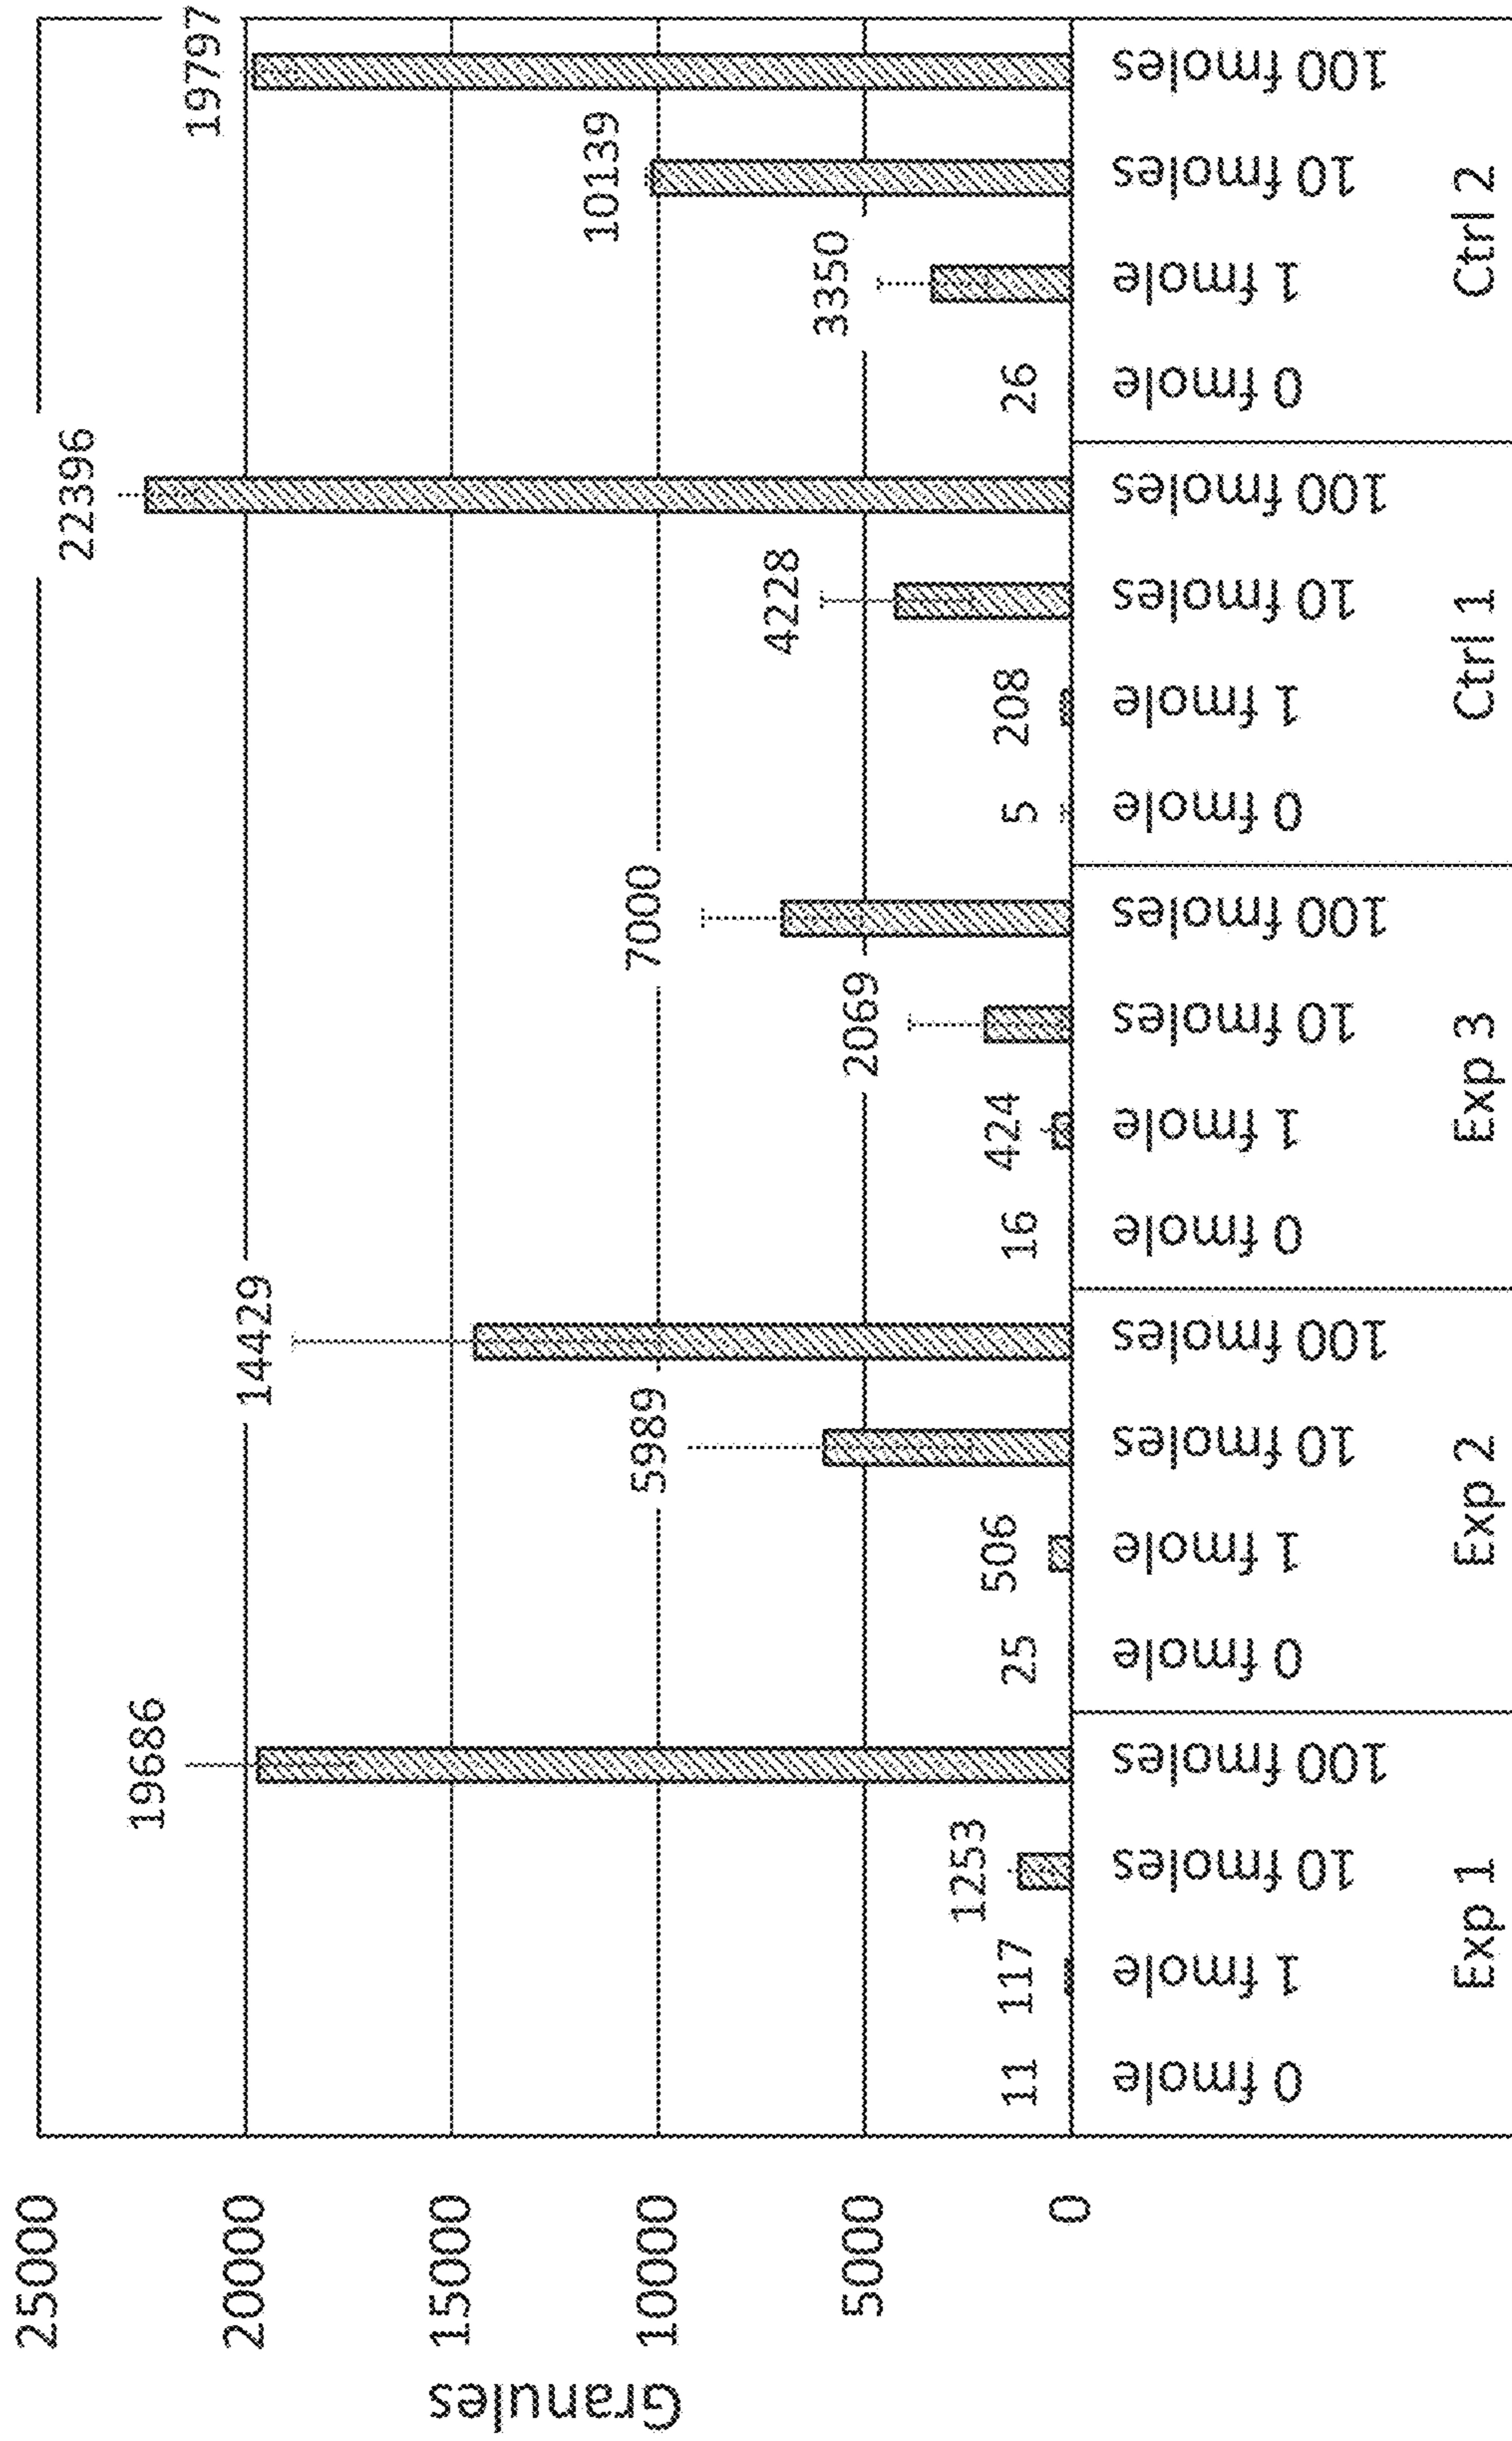 Granules
25000
20000
15000
10000
5000
0
11
117
1253
19686
25
506
5989
14429
16
424
2069
7000
5
208
4228
22396
26
3350
10139
19797
0 fmole
1 fmole
10 fmoles
100 fmoles
0 fmole
1 fmole
10 fmoles
100 fmoles
0 fmole
1 fmole
10 fmoles
100 fmoles
0 fmole
1 fmole
10 fmoles
100 fmoles
0 fmole
1 fmole
10 fmoles
100 fmoles
Exp 1
Exp 2
Exp 3
Ctrl 1
Ctrl 2